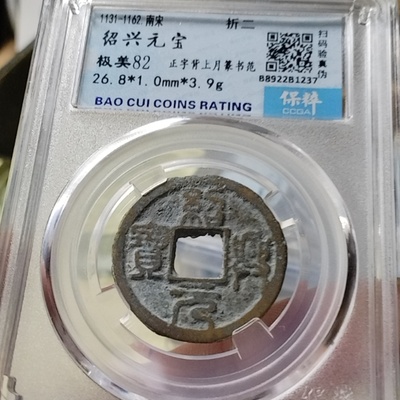 1131-1162 南宋 折二
绍兴元宝
极美82 正字背上月篆书范
26.8*1.0mm*3.9g
BAO CUI COINS RATING
扫码验真伪
B8922B1237
保粹
CCGA
紹興元寶